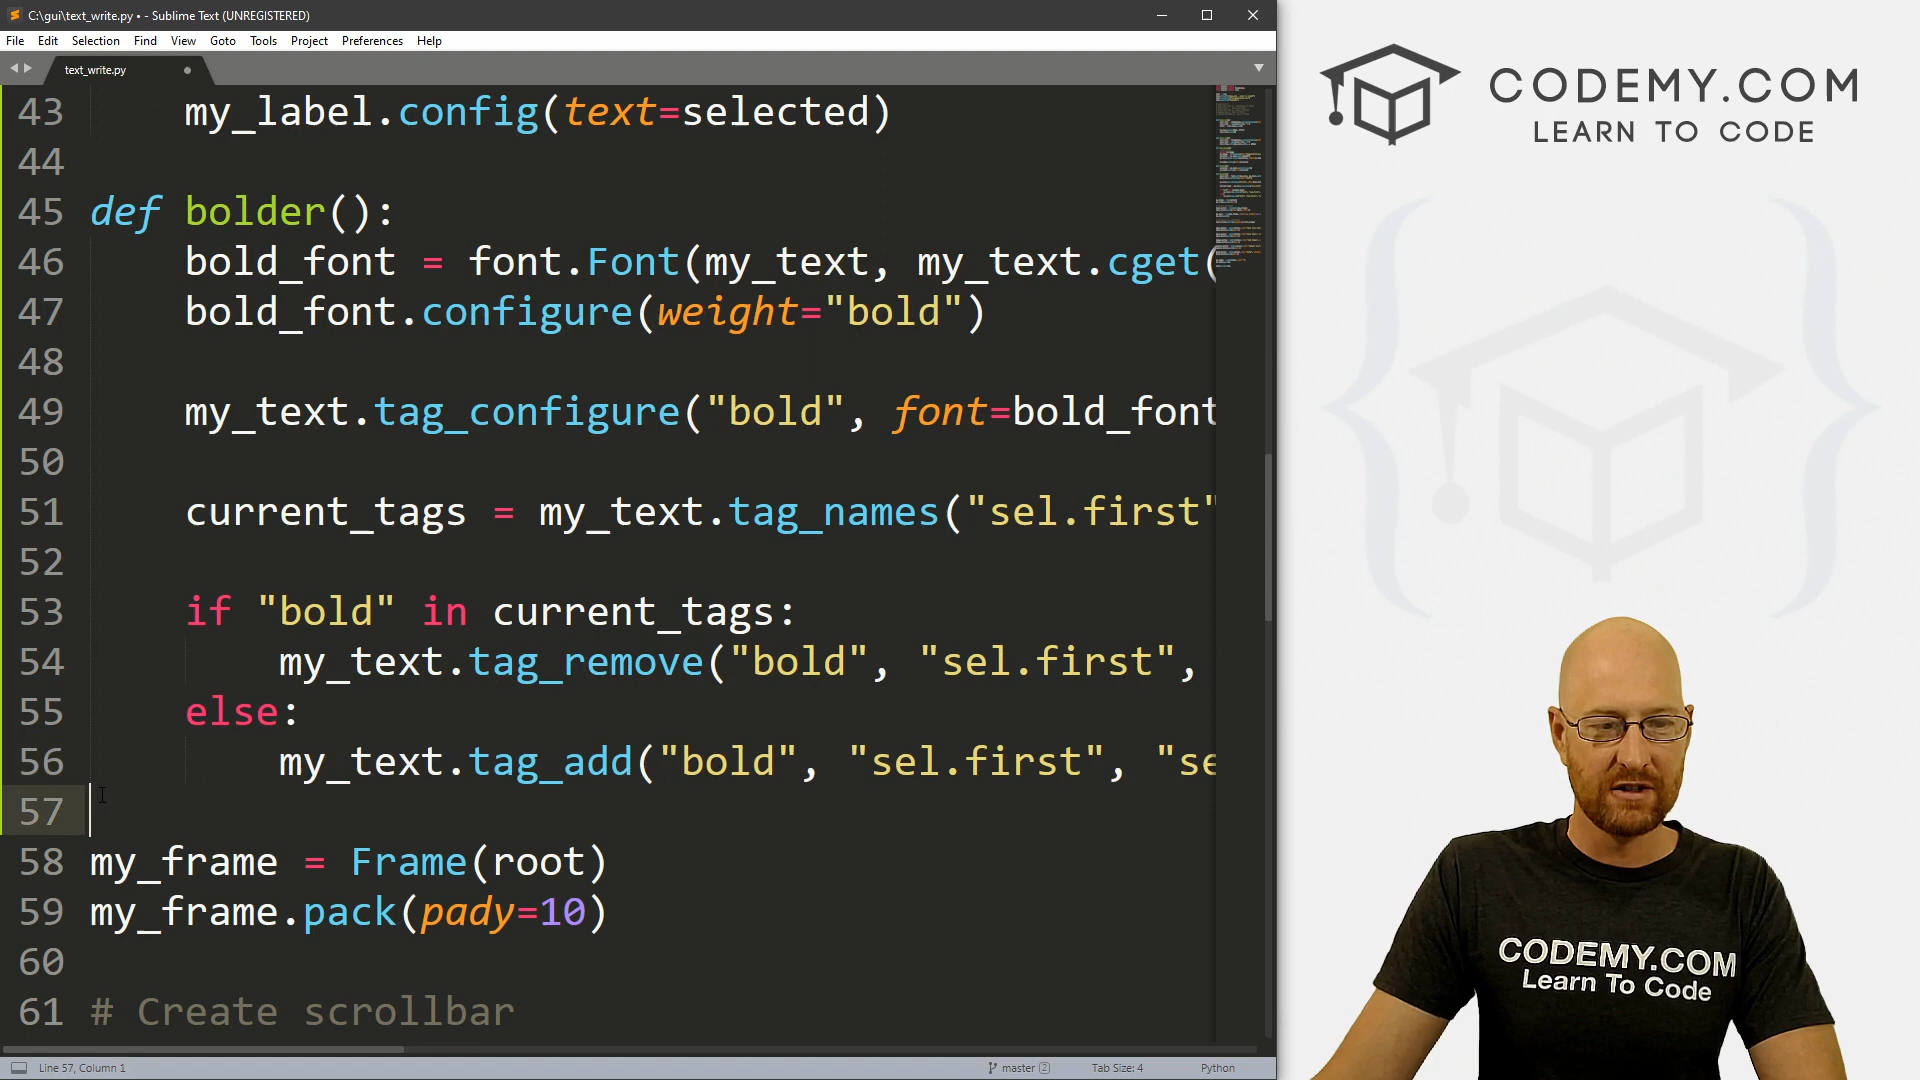 C:\gui\text_write.py • - Sublime Text (UNREGISTERED)
File Edit Selection Find View Goto Tools Project Preferences Help
text_write.py
43 my_label.config(text=selected)
44
45 def bolder():
46 bold_font = font.Font(my_text, my_text.cget(
47 bold_font.configure(weight="bold")
48
49 my_text.tag_configure("bold", font=bold_font
50
51 current_tags = my_text.tag_names("sel.first"
52
53 if "bold" in current_tags:
54 my_text.tag_remove("bold", "sel.first",
55 else:
56 my_text.tag_add("bold", "sel.first", "se
57
58 my_frame = Frame(root)
59 my_frame.pack(pady=10)
60
61 # Create scrollbar
Line 57, Column 1
master 2
Tab Size: 4
Python
CODEMY.COM
LEARN TO CODE
CODEMY.COM
Learn To Code